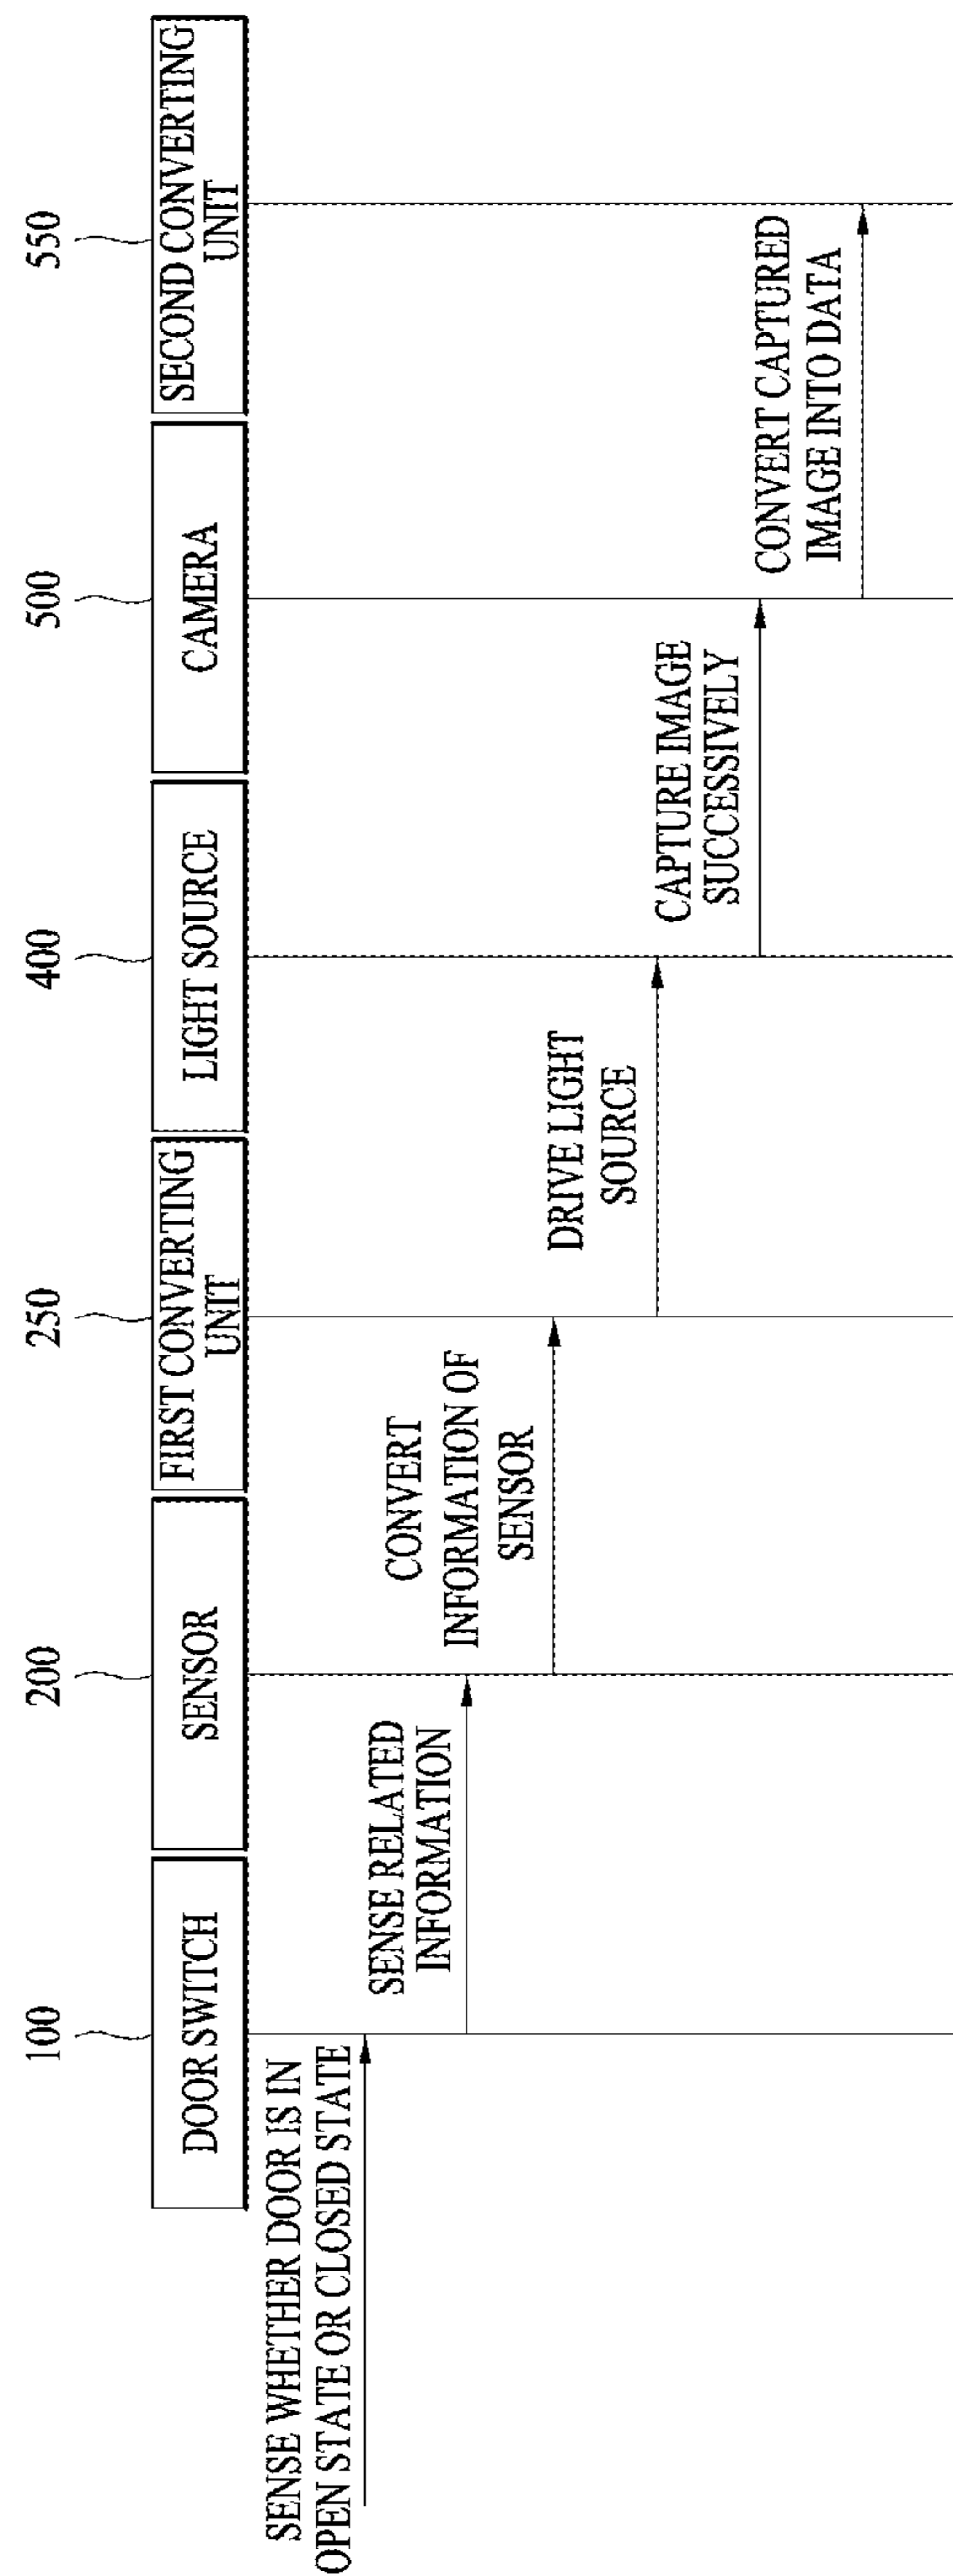 100
200
250
400
500
550
DOOR SWITCH
SENSOR
FIRST CONVERTING
UNIT
LIGHT SOURCE
CAMERA
SECOND CONVERTING
UNIT
SENSE WHETHER DOOR IS IN
OPEN STATE OR CLOSED STATE
SENSE RELATED
INFORMATION
CONVERT
INFORMATION OF
SENSOR
DRIVE LIGHT
SOURCE
CAPTURE IMAGE
SUCCESSIVELY
CONVERT CAPTURED
IMAGE INTO DATA